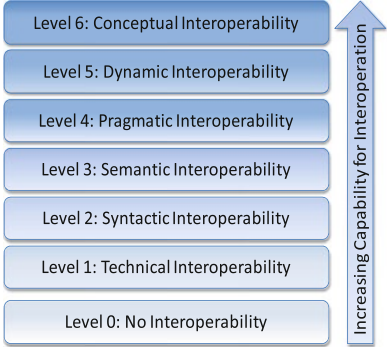 Level 6: Conceptual Interoperability
Level 5: Dynamic Interoperability
Level 4: Pragmatic Interoperability
Level 3: Semantic Interoperability
Level 2: Syntactic Interoperability
Level 1: Technical Interoperability
Level 0: No Interoperability
Increasing Capability for Interoperation